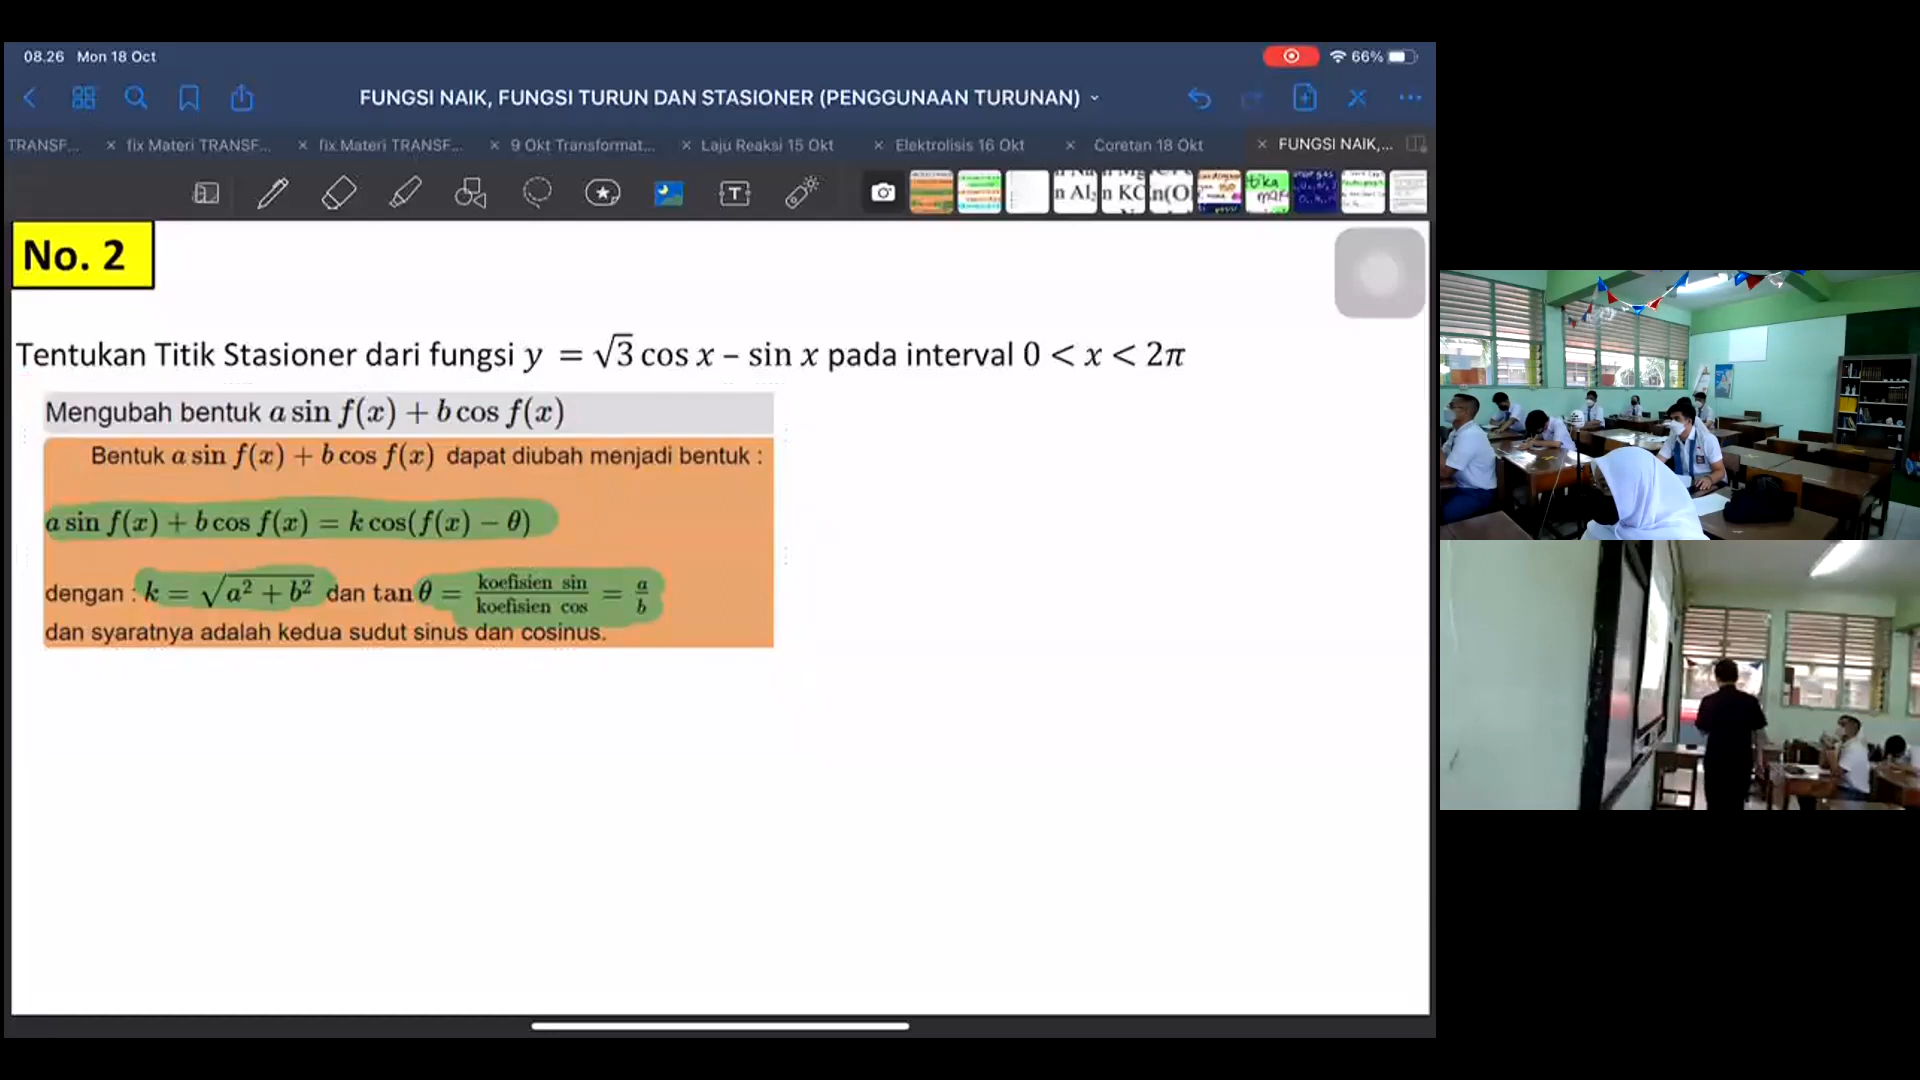 08.26 Mon 18 Oct
66%
FUNGSI NAIK, FUNGSI TURUN DAN STASIONER (PENGGUNAAN TURUNAN)
TRANSF... × fix Materi TRANSF... × fix Materi TRANSF... × 9 Okt Transformat... × Laju Reaksi 15 Okt × Elektrolisis 16 Okt × Coretan 18 Okt × FUNGSI NAIK,...
No. 2
Tentukan Titik Stasioner dari fungsi y = √3 cos x – sin x pada interval 0 < x < 2π
Mengubah bentuk a sin f(x) + b cos f(x)
Bentuk a sin f(x) + b cos f(x) dapat diubah menjadi bentuk :
a sin f(x) + b cos f(x) = k cos(f(x) − θ)
dengan : k = √(a² + b²) dan tan θ = koefisien sin / koefisien cos = a/b
dan syaratnya adalah kedua sudut sinus dan cosinus.